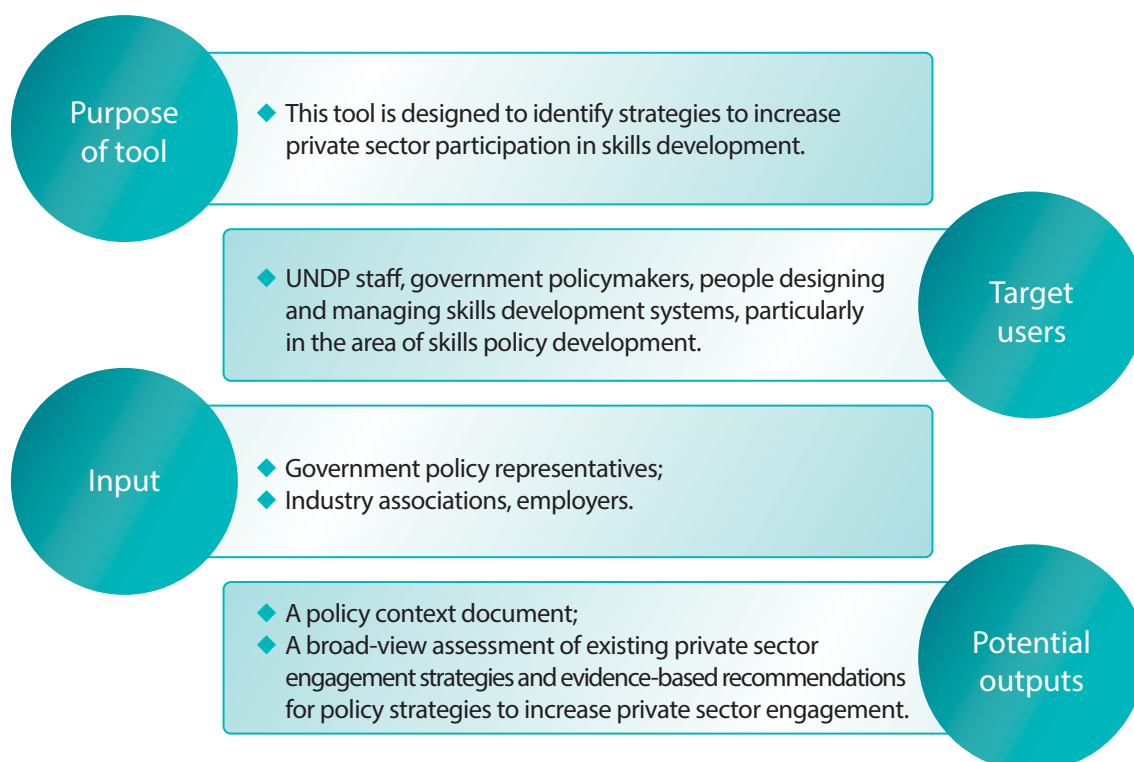 Purpose
of tool
◆ This tool is designed to identify strategies to increase
private sector participation in skills development.
◆ UNDP staff, government policymakers, people designing
and managing skills development systems, particularly
in the area of skills policy development.
Target
users
Input
◆ Government policy representatives;
◆ Industry associations, employers.
◆ A policy context document;
◆ A broad-view assessment of existing private sector
engagement strategies and evidence-based recommendations
for policy strategies to increase private sector engagement.
Potential
outputs